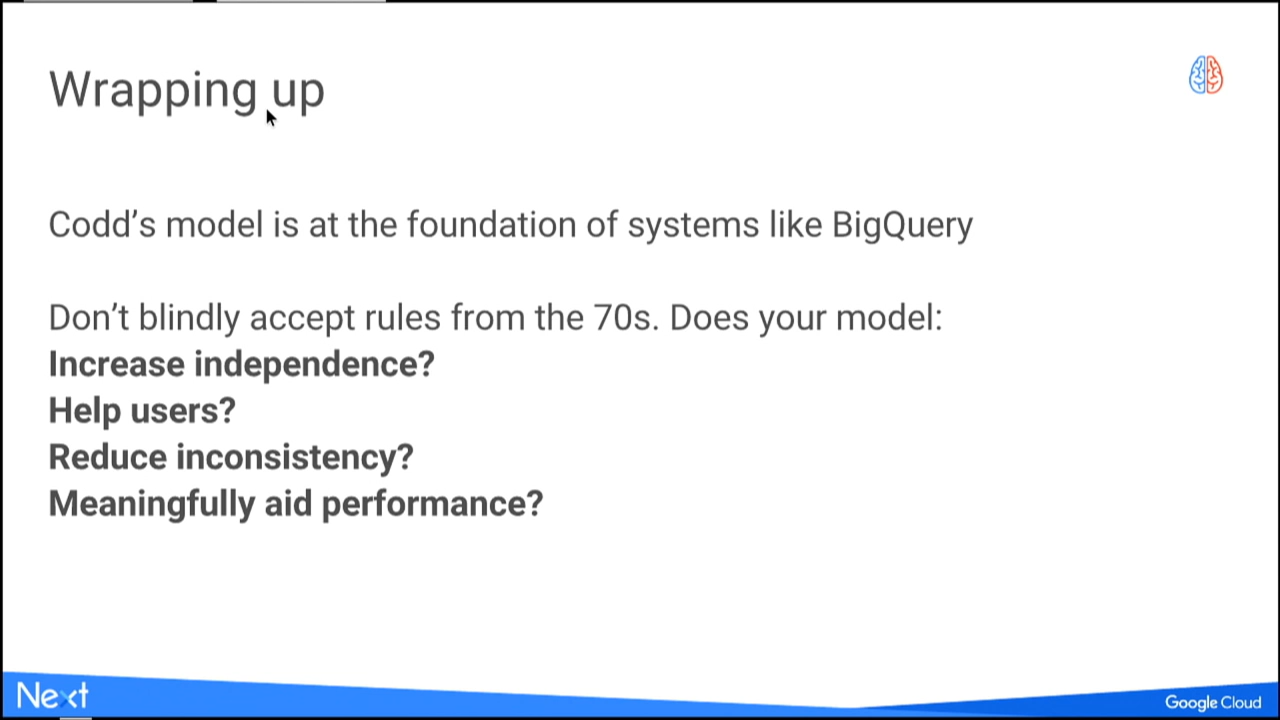 Wrapping up
Codd’s model is at the foundation of systems like BigQuery
Don’t blindly accept rules from the 70s. Does your model:
Increase independence?
Help users?
Reduce inconsistency?
Meaningfully aid performance?
Next
Google Cloud